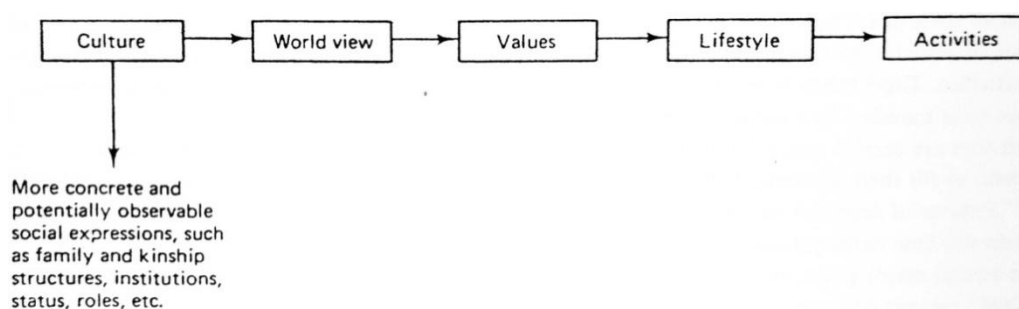 Culture World view Values Lifestyle Activities
More concrete and
potentially observable
social expressions, such
as family and kinship
structures, institutions,
status, roles, etc.